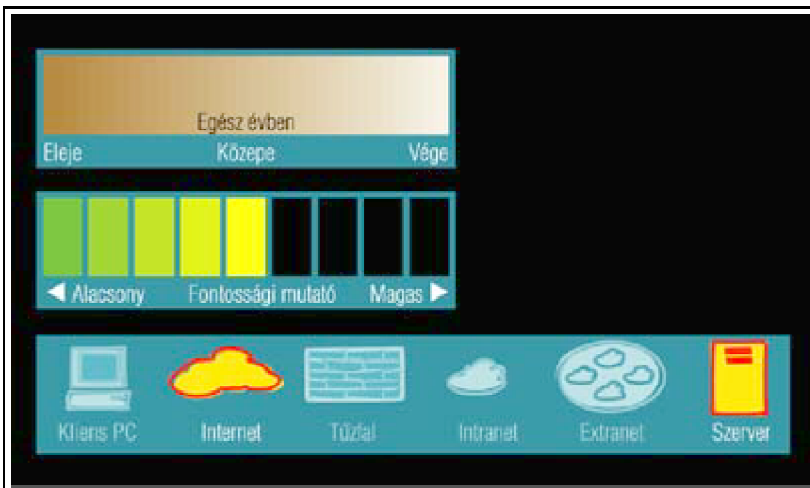 Egész évben
Eleje Közepe Vége
Alacsony Fontossági mutató Magas
Kliens PC Internet Tűzfal Intranet Extranet Szerver